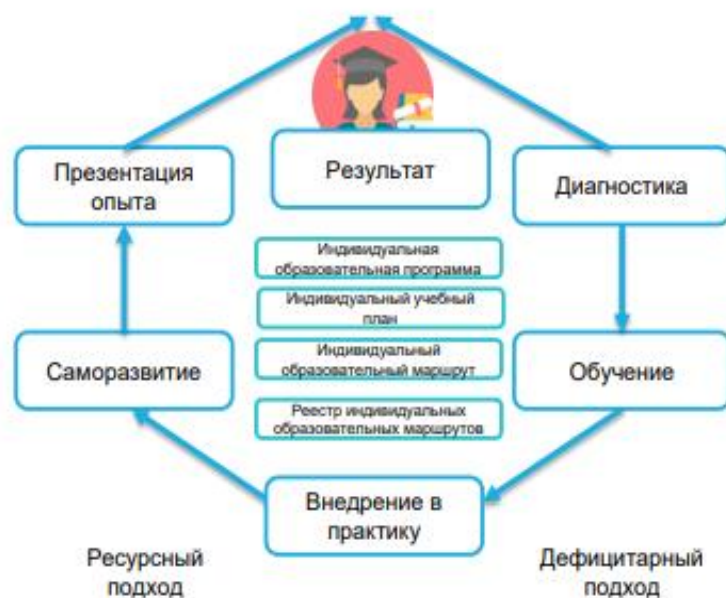 Презентация
опыта
Результат
Диагностика
Индивидуальная
образовательная программа
Индивидуальный учебный
план
Индивидуальный
образовательный маршрут
Реестр индивидуальных
образовательных маршрутов
Саморазвитие
Обучение
Внедрение в
практику
Ресурсный
подход
Дефицитарный
подход